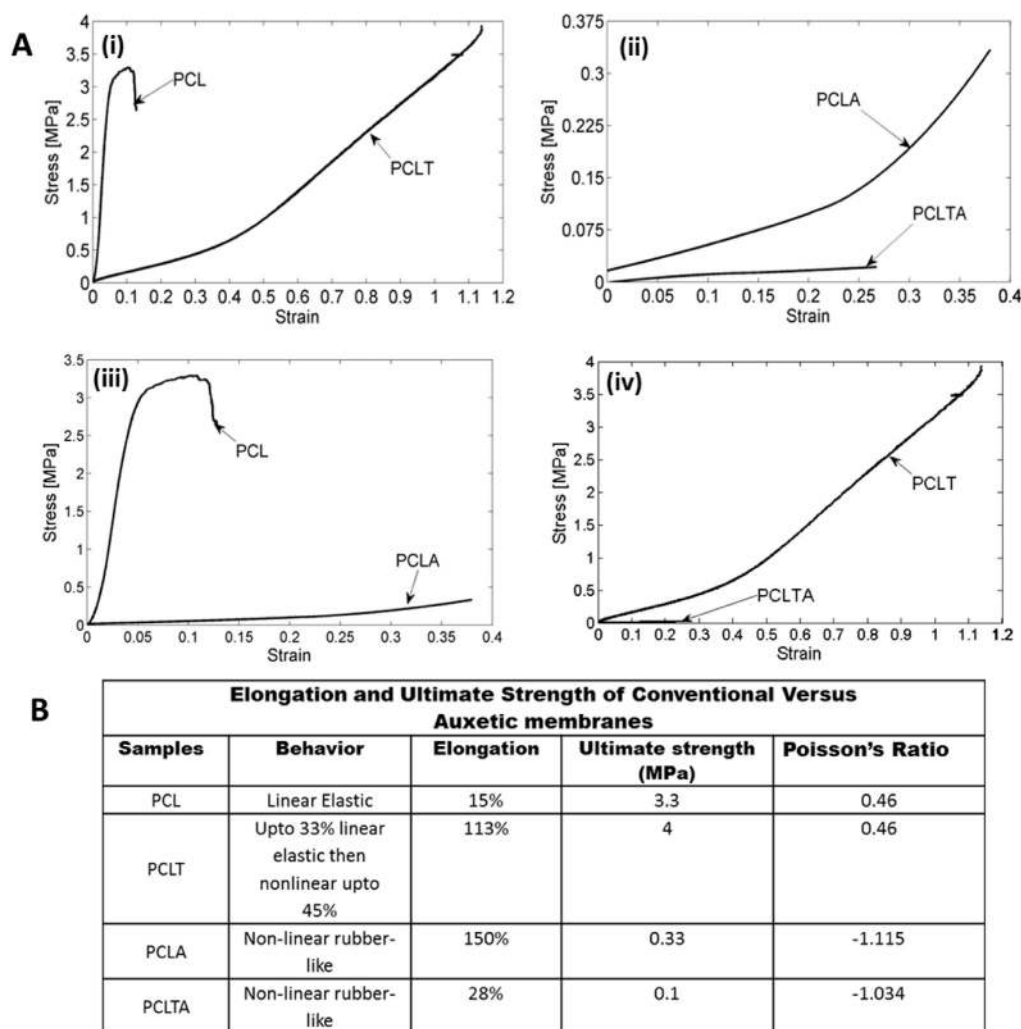 A
(i)
4
3.5
3
2.5
2
1.5
1
0.5
0
Stress [MPa]
PCL
PCLT
0 0.1 0.2 0.3 0.4 0.5 0.6 0.7 0.8 0.9 1 1.1 1.2
Strain
(ii)
0.375
0.3
0.225
0.15
0.075
0
Stress [MPa]
PCLA
PCLTA
0 0.1 0.2 0.3 0.4
Strain
(iii)
3.5
3
2.5
2
1.5
1
0.5
0
Stress [MPa]
PCL
PCLA
0 0.05 0.1 0.15 0.2 0.25 0.3 0.35 0.4
Strain
(iv)
4
3.5
3
2.5
2
1.5
1
0.5
0
Stress [MPa]
PCLT
PCLTA
0 0.1 0.2 0.3 0.4 0.5 0.6 0.7 0.8 0.9 1 1.1 1.2
Strain
B
Elongation and Ultimate Strength of Conventional Versus
Auxetic membranes
Samples Behavior Elongation Ultimate strength Poisson's Ratio
(MPa)
PCL Linear Elastic 15% 3.3 0.46
PCLT Upto 33% linear 113% 4 0.46
elastic then
nonlinear upto
45%
PCLA Non-linear rubber- 150% 0.33 -1.115
like
PCLTA Non-linear rubber- 28% 0.1 -1.034
like